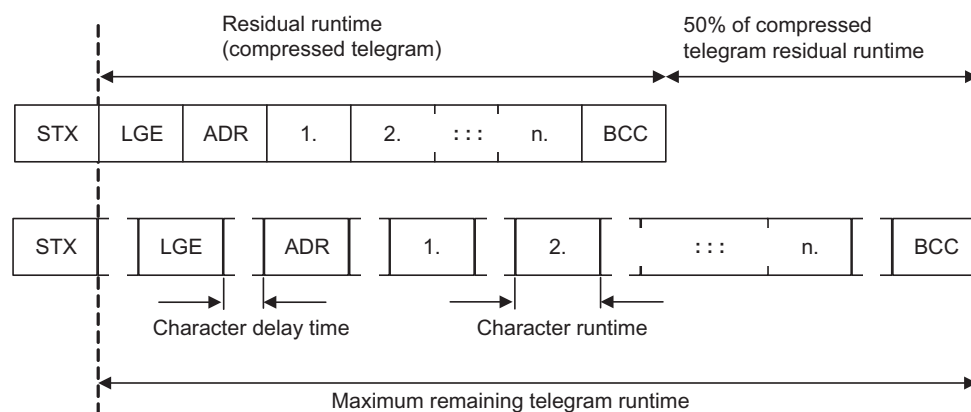 Residual runtime
(compressed telegram)
50% of compressed
telegram residual runtime
STX LGE ADR 1. 2. : : : n. BCC
STX LGE ADR 1. 2. : : : n. BCC
Character delay time Character runtime
Maximum remaining telegram runtime